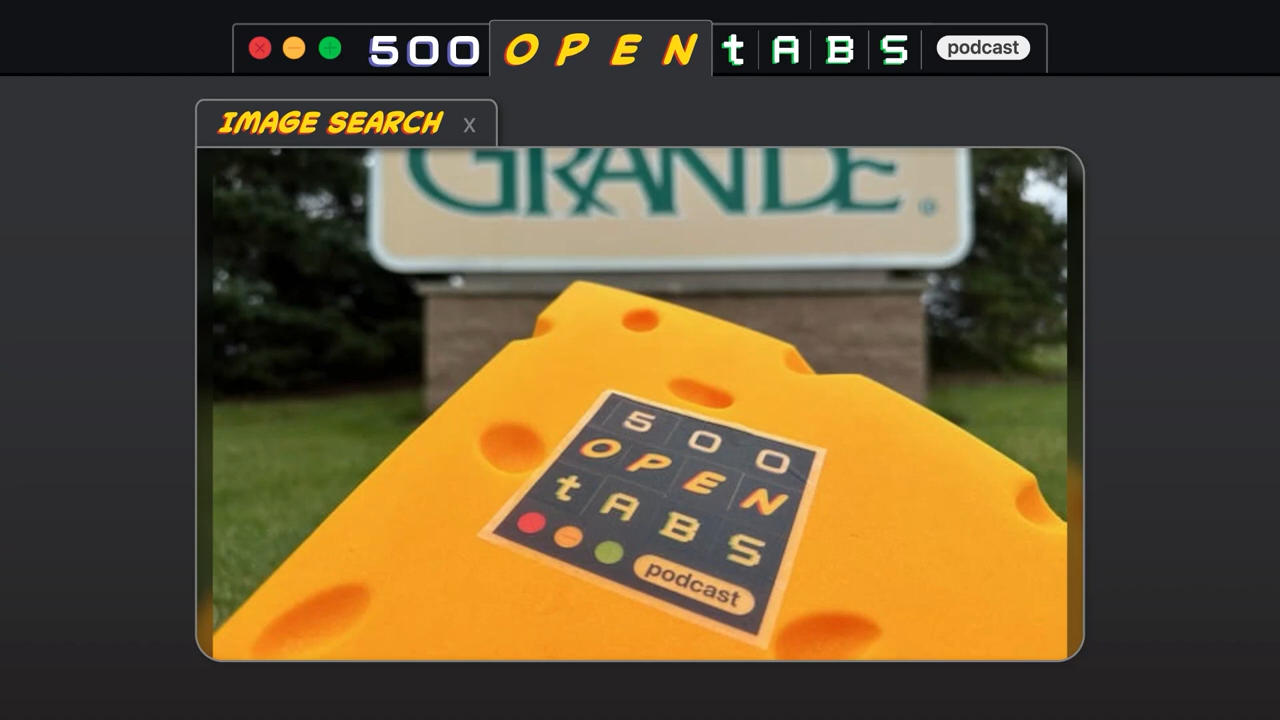 500 OPEN tABS podcast
IMAGE SEARCH x
GRANDE®
500
OPEN
tABS
podcast